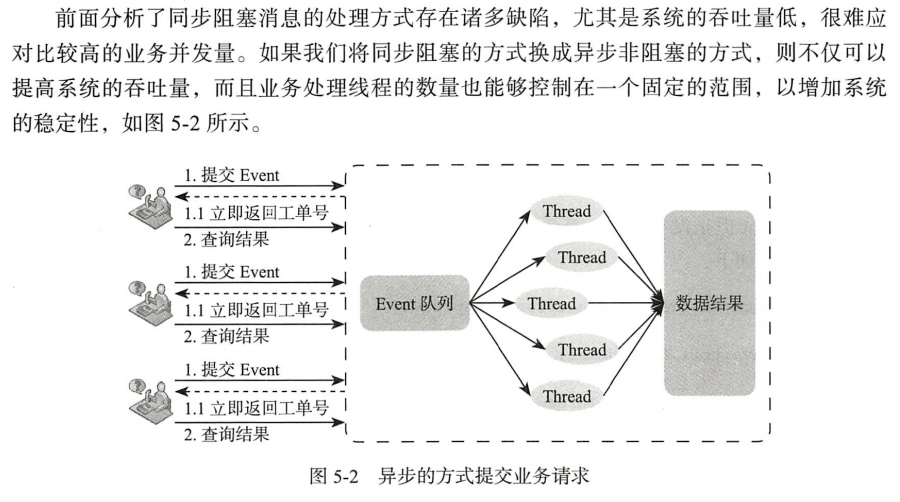 前面分析了同步阻塞消息的处理方式存在诸多缺陷，尤其是系统的吞吐量低，很难应
对比较高的业务并发量。如果我们将同步阻塞的方式换成异步非阻塞的方式，则不仅可以
提高系统的吞吐量，而且业务处理线程的数量也能够控制在一个固定的范围，以增加系统
的稳定性，如图 5-2 所示。
1. 提交 Event
1.1 立即返回工单号
2. 查询结果
1. 提交 Event
1.1 立即返回工单号
2. 查询结果
1. 提交 Event
1.1 立即返回工单号
2. 查询结果
Event 队列
Thread
Thread
Thread
Thread
Thread
数据结果
图 5-2 异步的方式提交业务请求